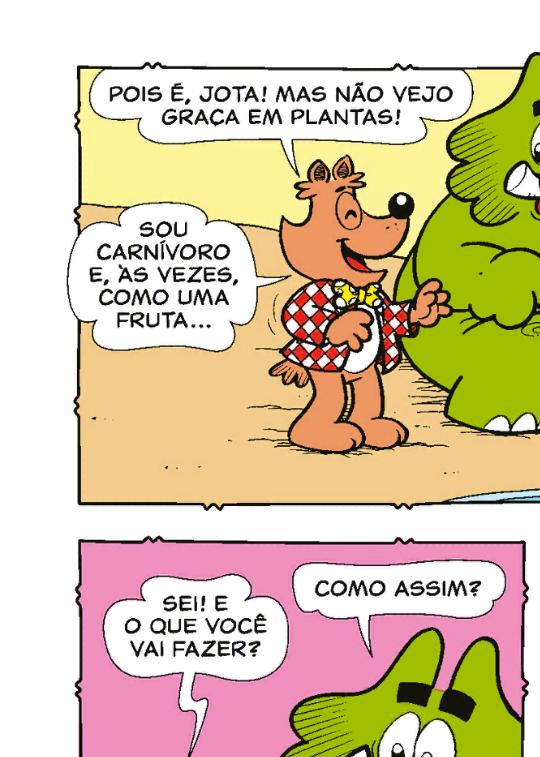 POIS É, JOTA! MAS NÃO VEJO
GRAÇA EM PLANTAS!
SOU
CARNÍVORO
E, ÀS VEZES,
COMO UMA
FRUTA...
SEI! E
O QUE VOCÊ
VAI FAZER?
COMO ASSIM?